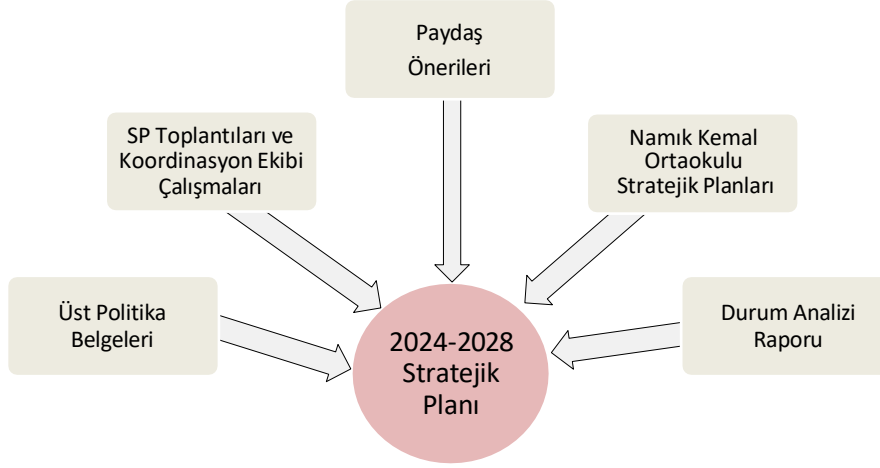 Paydaş
Önerileri
SP Toplantıları ve
Koordinasyon Ekibi
Çalışmaları
Namık Kemal
Ortaokulu
Stratejik Planları
Üst Politika
Belgeleri
Durum Analizi
Raporu
2024-2028
Stratejik
Planı